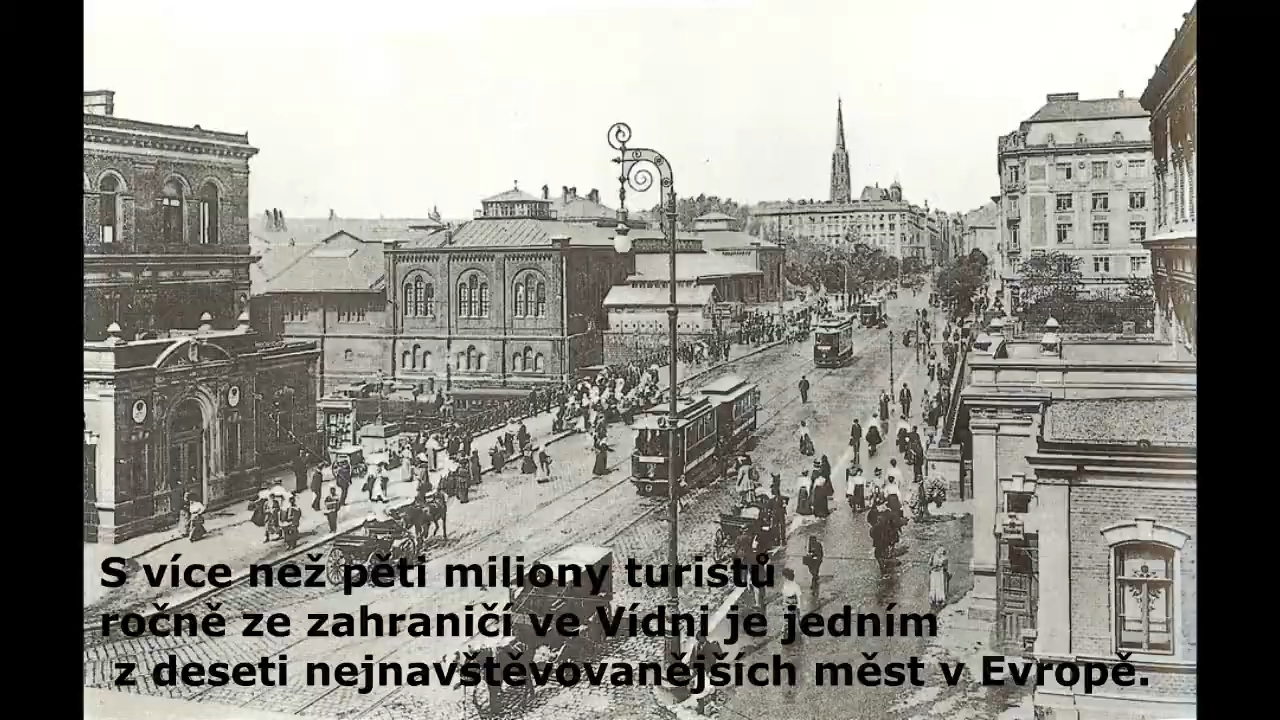 S více než pěti miliony turistů
ročně ze zahraničí ve Vídni je jedním
z deseti nejnavštěvovanějších měst v Evropě.